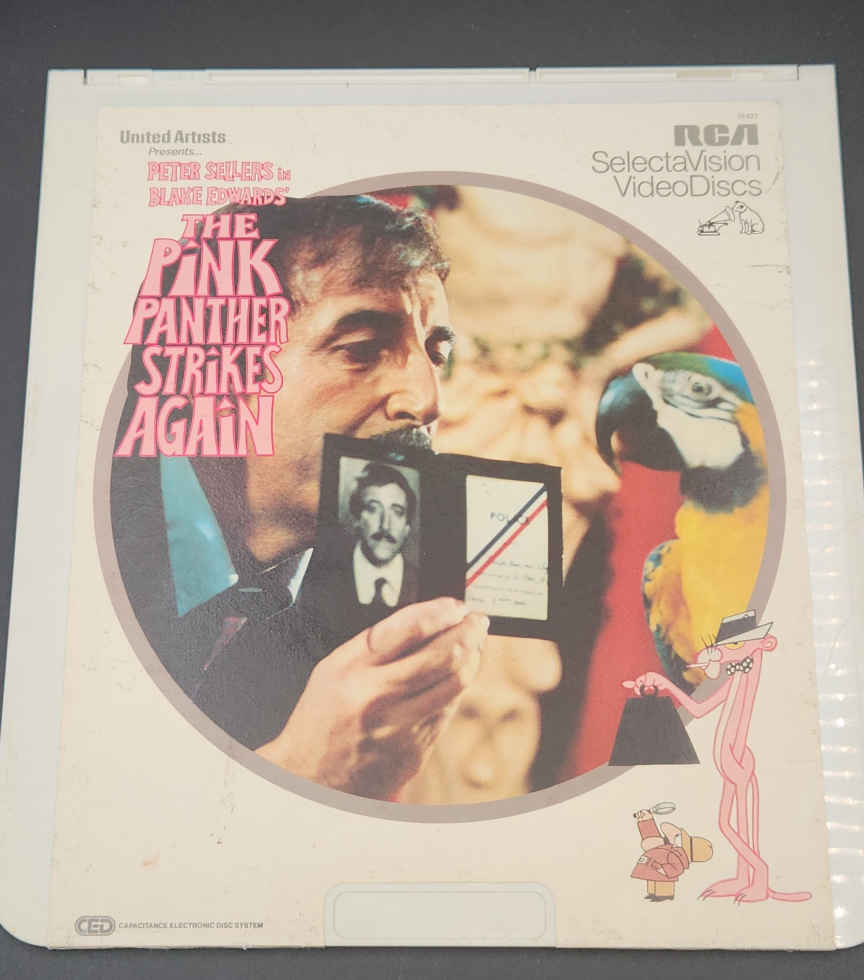 United Artists
Presents...
PETER SELLERS in
BLAKE EDWARDS'
THE
PiNK
PANTHER
STRiKES
AGAiN
RCA
SelectaVision
VideoDiscs
POLICE
CED CAPACITANCE ELECTRONIC DISC SYSTEM